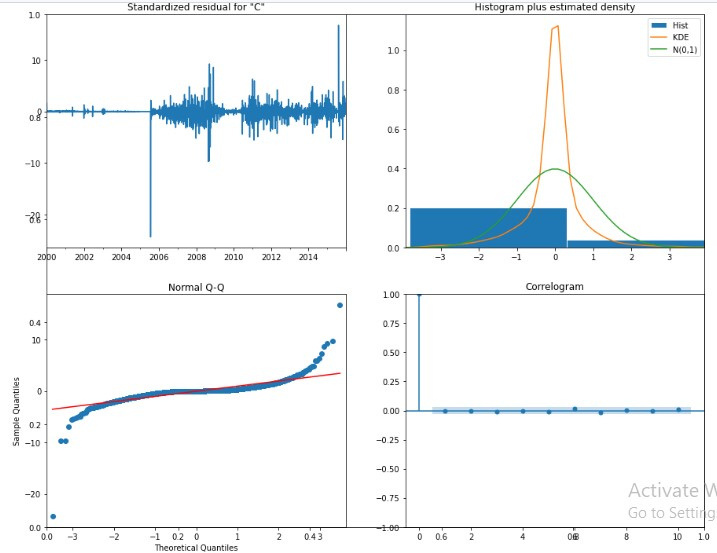 Standardized residual for "C"
1.0
10
0
0.8
−10
−20
0.6
2000 2002 2004 2006 2008 2010 2012 2014
Histogram plus estimated density
Hist
KDE
N(0,1)
1.0
0.8
0.6
0.4
0.2
0.0
−3 −2 −1 0 1 2 3
Normal Q-Q
Sample Quantiles
0.4
10
0
0.2
−10
−20
0.0
0.0 −3 −2 −1 0.2 0 1 2 0.4 3
Theoretical Quantiles
Correlogram
1.00
0.75
0.50
0.25
0.00
−0.25
−0.50
−0.75
−1.00
0 0.6 2 4 6 8 10 1.0
Activate W
Go to Setting